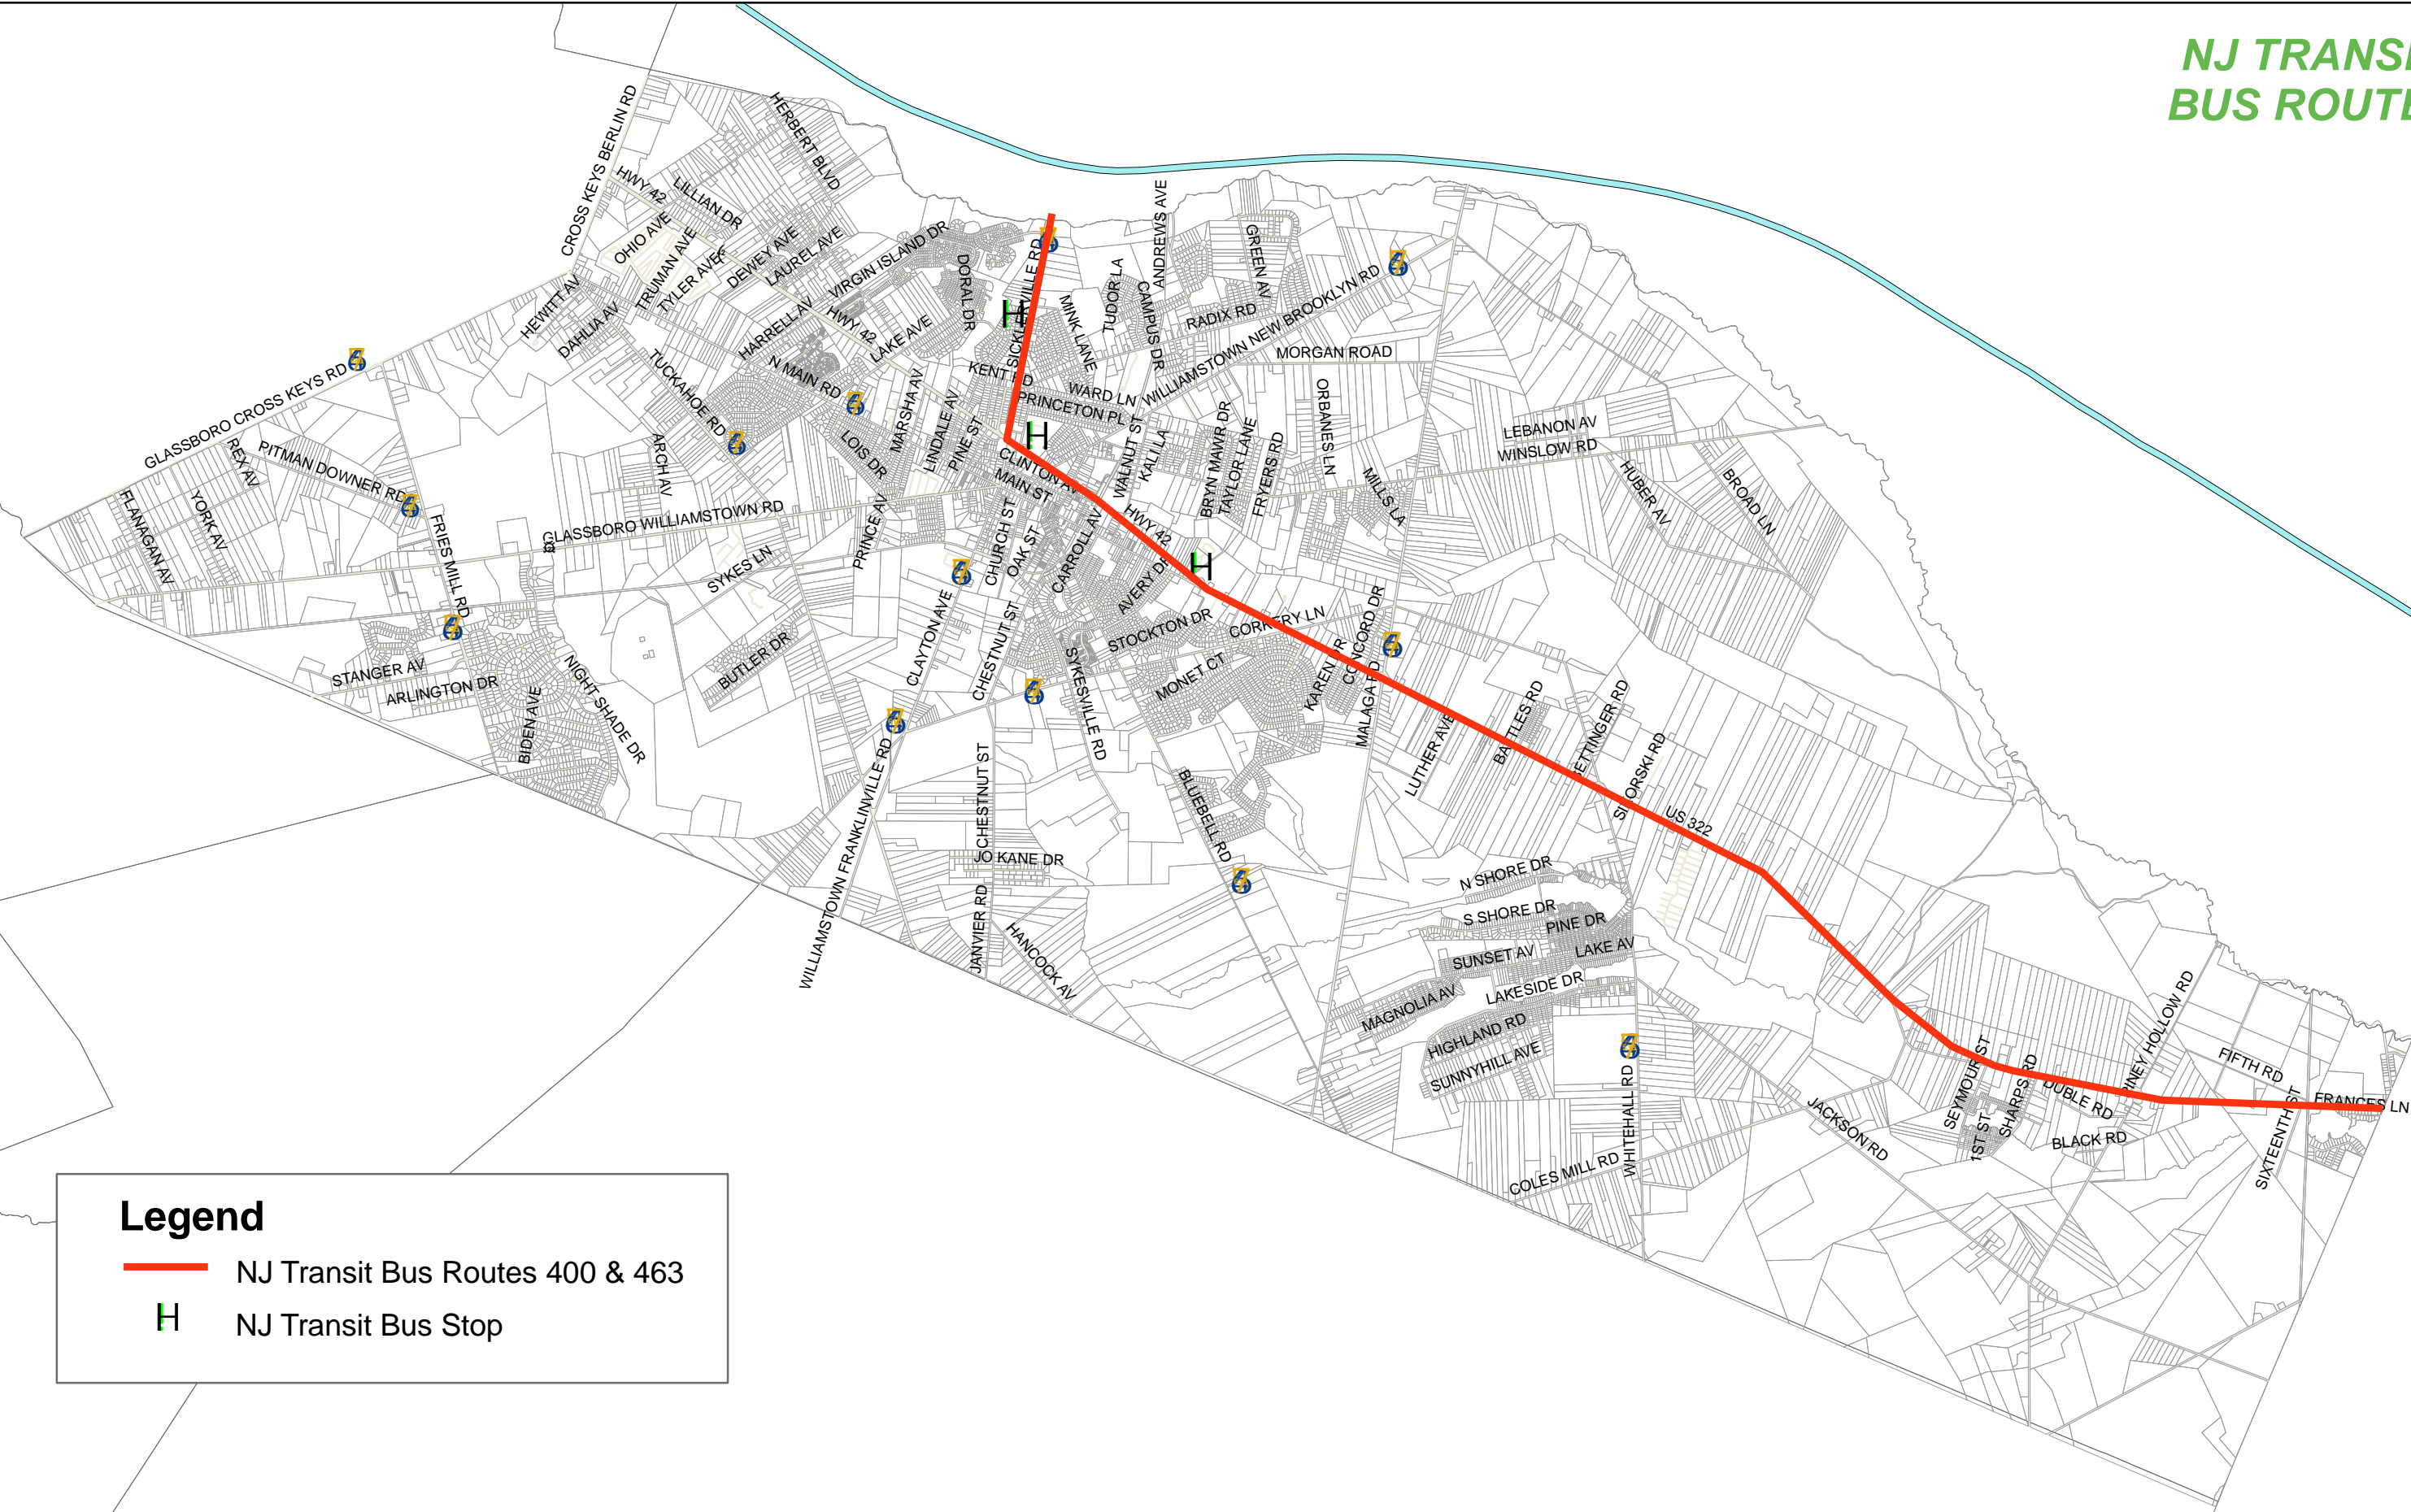 NJ TRANSI
BUS ROUTE
CROSS KEYS BERLIN RD
HERBERT BLVD
HWY 42
LILLIAN DR
OHIO AVE
TRUMAN AVE
TYLER AVE
DEWEY AVE
LAUREL AVE
VIRGIN ISLAND DR
DORAL DR
SICKLERVILLE RD
MINK LANE
TUDOR LA
CAMPUS DR
ANDREWS AVE
GREEN AV
RADIX RD
WILLIAMSTOWN NEW BROOKLYN RD
MORGAN ROAD
HEWITT AV
DAHLIA AV
HARRELL AV
HWY 42
LAKE AVE
N MAIN RD
TUCKAHOE RD
KENT RD
WARD LN
PRINCETON PL
GLASSBORO CROSS KEYS RD
REX AV
PITMAN DOWNER RD
FLANAGAN AV
YORK AV
FRIES MILL RD
ARCH AV
LOIS DR
MARSHA AV
LINDALE AV
PINE ST
CLINTON AV
MAIN ST
WALNUT ST
KALI LA
BRYN MAWR DR
TAYLOR LANE
FRYERS RD
ORBANES LN
MILLS LA
LEBANON AV
WINSLOW RD
HUBER AV
BROAD LN
GLASSBORO WILLIAMSTOWN RD
SYKES LN
PRINCE AV
CHURCH ST
OAK ST
CARROLL AV
HWY 42
AVERY DR
STOCKTON DR
CORKERY LN
CONCORD DR
KAREN DR
MALAGA RD
MONET CT
SYKESVILLE RD
CHESTNUT ST
CLAYTON AVE
BUTLER DR
STANGER AV
ARLINGTON DR
BIDEN AVE
NIGHT SHADE DR
WILLIAMSTOWN FRANKLINVILLE RD
CHESTNUT ST
JO KANE DR
JANVIER RD
HANCOCK AV
BLUEBELL RD
LUTHER AVE
BATTLES RD
BETTINGER RD
SIKORSKI RD
US 322
N SHORE DR
S SHORE DR
PINE DR
SUNSET AV
LAKE AV
LAKESIDE DR
MAGNOLIA AV
HIGHLAND RD
SUNNYHILL AVE
WHITEHALL RD
COLES MILL RD
JACKSON RD
SEYMOUR ST
1ST ST
SHARPS RD
DUBLE RD
BLACK RD
PINEY HOLLOW RD
FIFTH RD
SIXTENTH ST
FRANCES LN
H
H
H
Legend
NJ Transit Bus Routes 400 & 463
H NJ Transit Bus Stop